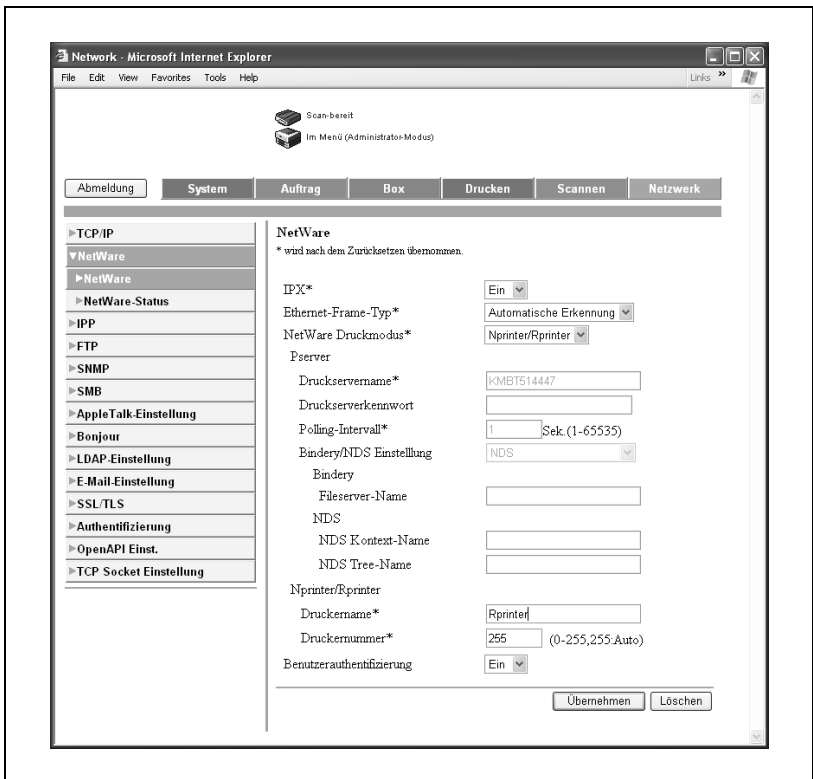 Network - Microsoft Internet Explorer
File Edit View Favorites Tools Help Links »
Scan-bereit
Im Menü (Administrator-Modus)
Abmeldung System Auftrag Box Drucken Scannen Netzwerk
TCP/IP
NetWare
NetWare
NetWare-Status
IPP
FTP
SNMP
SMB
AppleTalk-Einstellung
Bonjour
LDAP-Einstellung
E-Mail-Einstellung
SSL/TLS
Authentifizierung
OpenAPI Einst.
TCP Socket Einstellung
NetWare
* wird nach dem Zurücksetzen übernommen.
IPX* Ein
Ethernet-Frame-Typ* Automatische Erkennung
NetWare Druckmodus* Nprinter/Rprinter
Pserver
Druckservername* KMBT514447
Druckserverkennwort
Polling-Intervall* 1 Sek.(1-65535)
Bindery/NDS Einstelllung NDS
Bindery
Fileserver-Name
NDS
NDS Kontext-Name
NDS Tree-Name
Nprinter/Rprinter
Druckername* Rprinter
Druckernummer* 255 (0-255,255:Auto)
Benutzerauthentifizierung Ein
Übernehmen Löschen